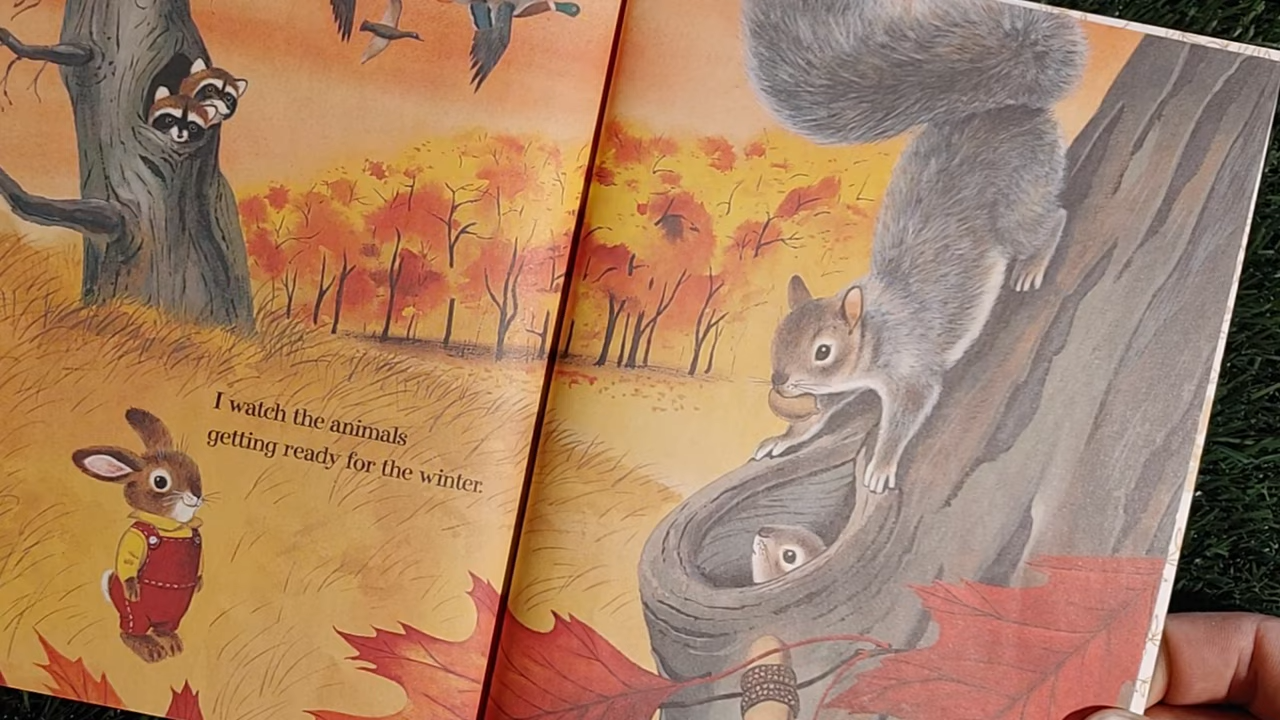 I watch the animals
getting ready for the winter.